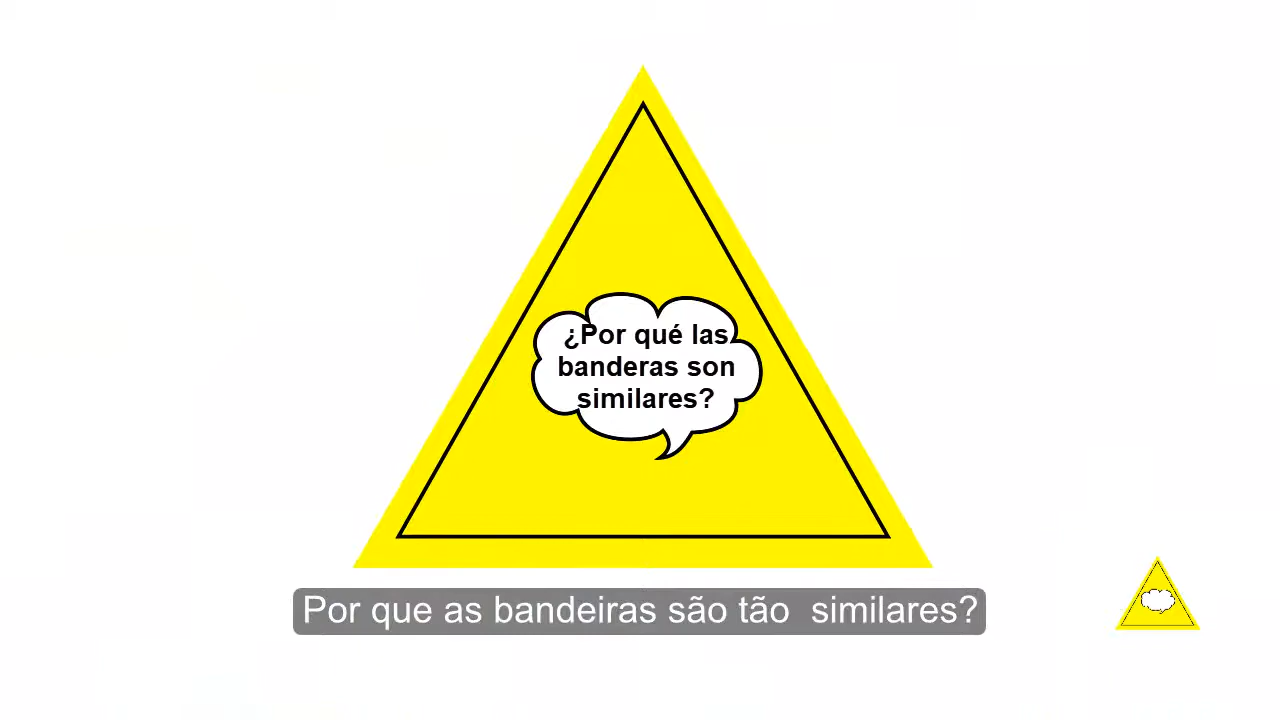 ¿Por qué las
banderas son
similares?
Por que as bandeiras são tão  similares?